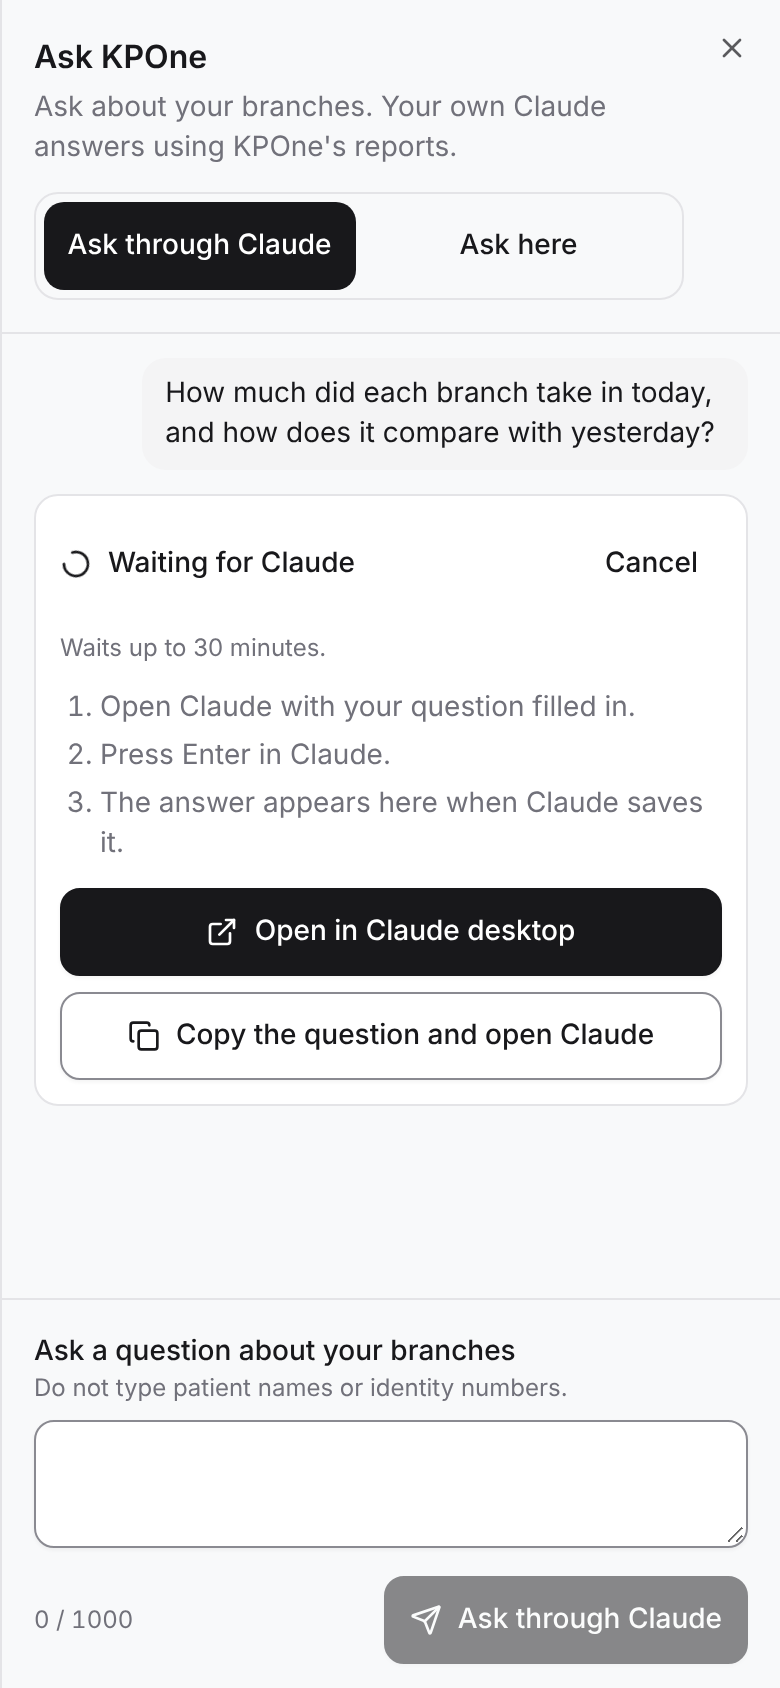 Ask KPOne
Ask about your branches. Your own Claude
answers using KPOne's reports.
Ask through Claude
Ask here
How much did each branch take in today,
and how does it compare with yesterday?
Waiting for Claude
Cancel
Waits up to 30 minutes.
1. Open Claude with your question filled in.
2. Press Enter in Claude.
3. The answer appears here when Claude saves
it.
Open in Claude desktop
Copy the question and open Claude
Ask a question about your branches
Do not type patient names or identity numbers.
0 / 1000
Ask through Claude